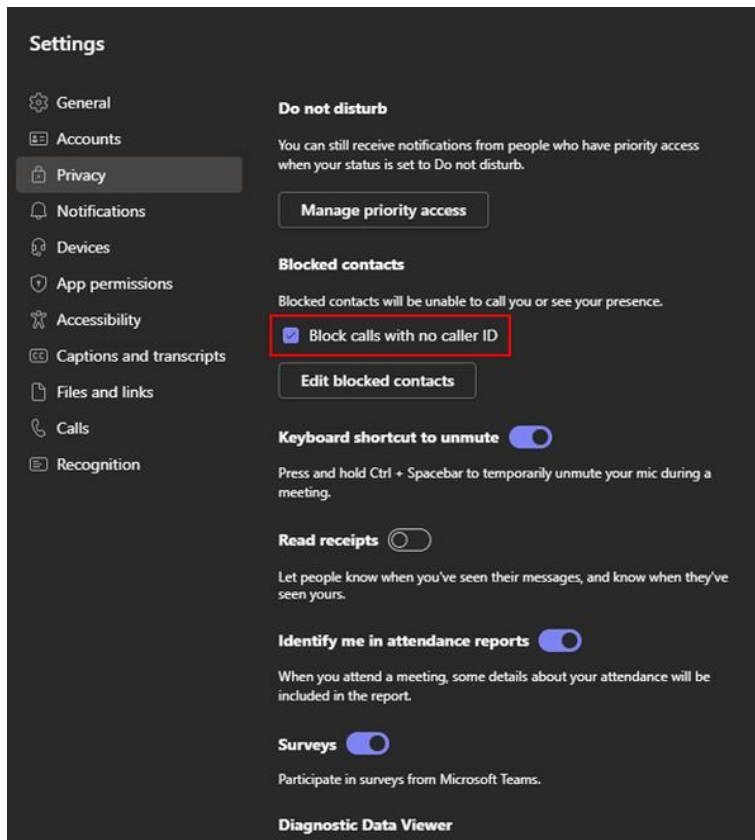 Settings
General
Accounts
Privacy
Notifications
Devices
App permissions
Accessibility
CC Captions and transcripts
Files and links
Calls
Recognition
Do not disturb
You can still receive notifications from people who have priority access
when your status is set to Do not disturb.
Manage priority access
Blocked contacts
Blocked contacts will be unable to call you or see your presence.
Block calls with no caller ID
Edit blocked contacts
Keyboard shortcut to unmute
Press and hold Ctrl + Spacebar to temporarily unmute your mic during a
meeting.
Read receipts
Let people know when you've seen their messages, and know when they've
seen yours.
Identify me in attendance reports
When you attend a meeting, some details about your attendance will be
included in the report.
Surveys
Participate in surveys from Microsoft Teams.
Diagnostic Data Viewer